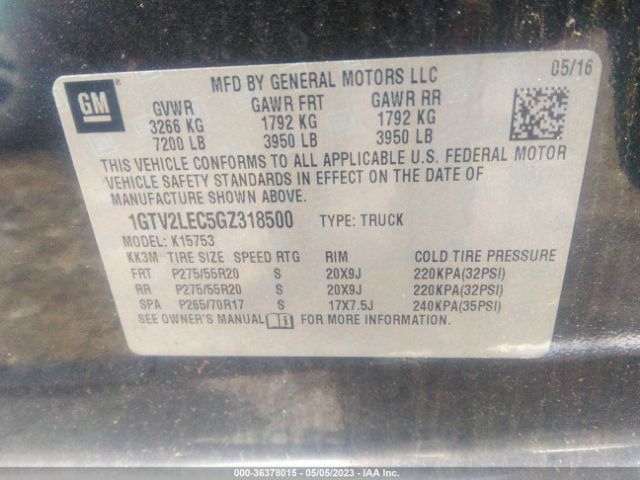 GM
MFD BY GENERAL MOTORS LLC
05/16
GVWR GAWR FRT GAWR RR
3266 KG 1792 KG 1792 KG
7200 LB 3950 LB 3950 LB
THIS VEHICLE CONFORMS TO ALL APPLICABLE U.S. FEDERAL MOTOR
VEHICLE SAFETY STANDARDS IN EFFECT ON THE DATE OF
MANUFACTURE SHOWN ABOVE.
1GTV2LEC5GZ318500 TYPE: TRUCK
MODEL: K15753
KK3M TIRE SIZE SPEED RTG RIM COLD TIRE PRESSURE
FRT P275/55R20 S 20X9J 220KPA(32PSI)
RR P275/55R20 S 20X9J 220KPA(32PSI)
SPA P265/70R17 S 17X7.5J 240KPA(35PSI)
SEE OWNER'S MANUAL FOR MORE INFORMATION.
000-36378015 - 05/05/2023 - IAA Inc.